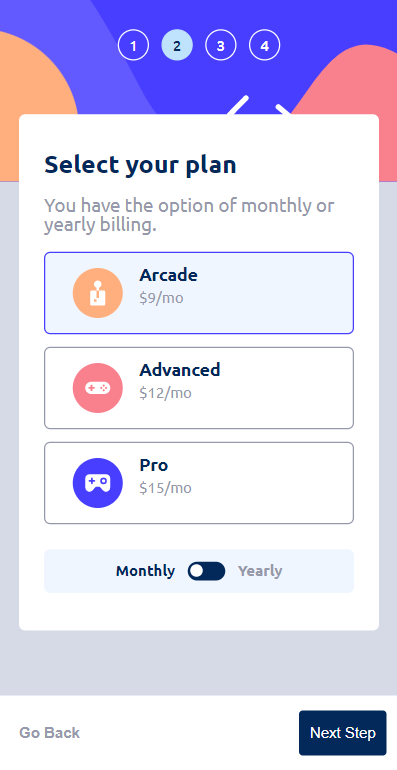 1 2 3 4
Select your plan
You have the option of monthly or
yearly billing.
Arcade
$9/mo
Advanced
$12/mo
Pro
$15/mo
Monthly Yearly
Go Back Next Step